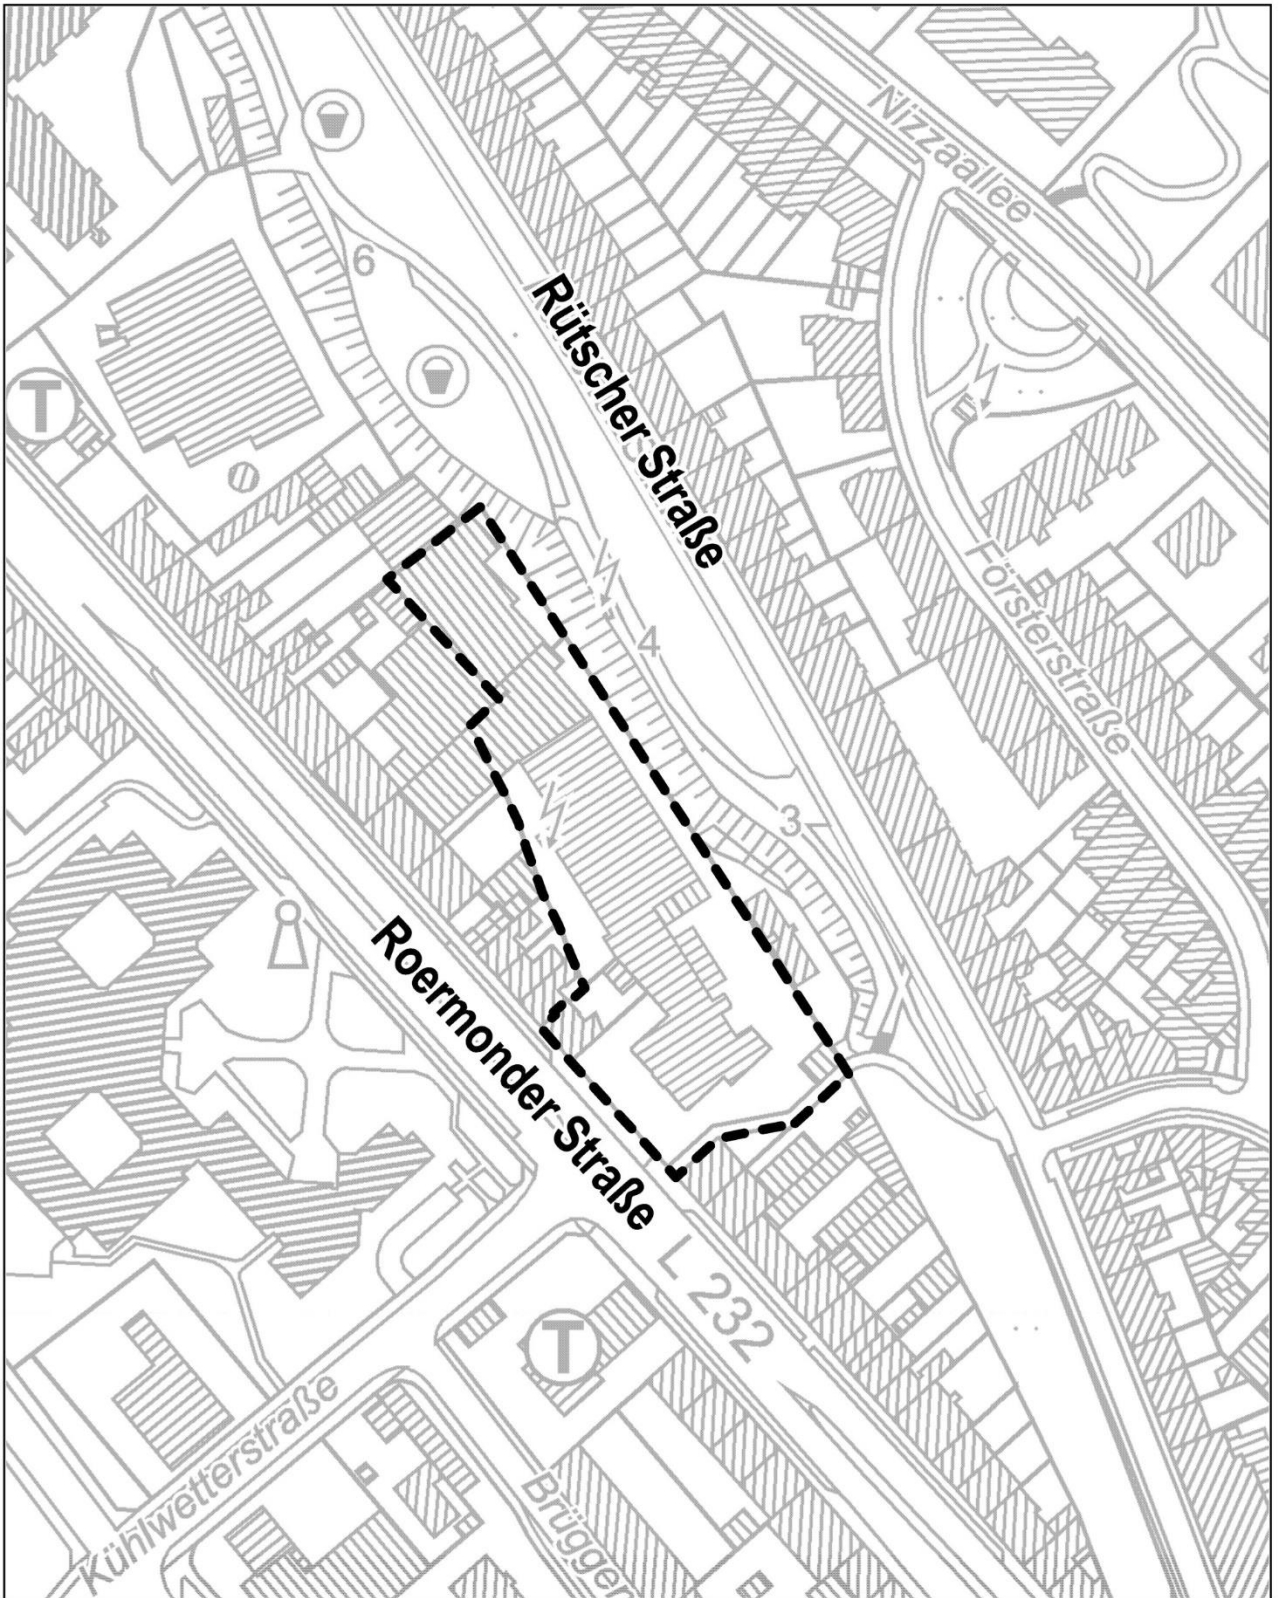 Nizzaallee
6
Rütscher Straße
T
4
Försterstraße
3
Roermonder Straße
L 232
T
Kühlwetterstraße
Brügger